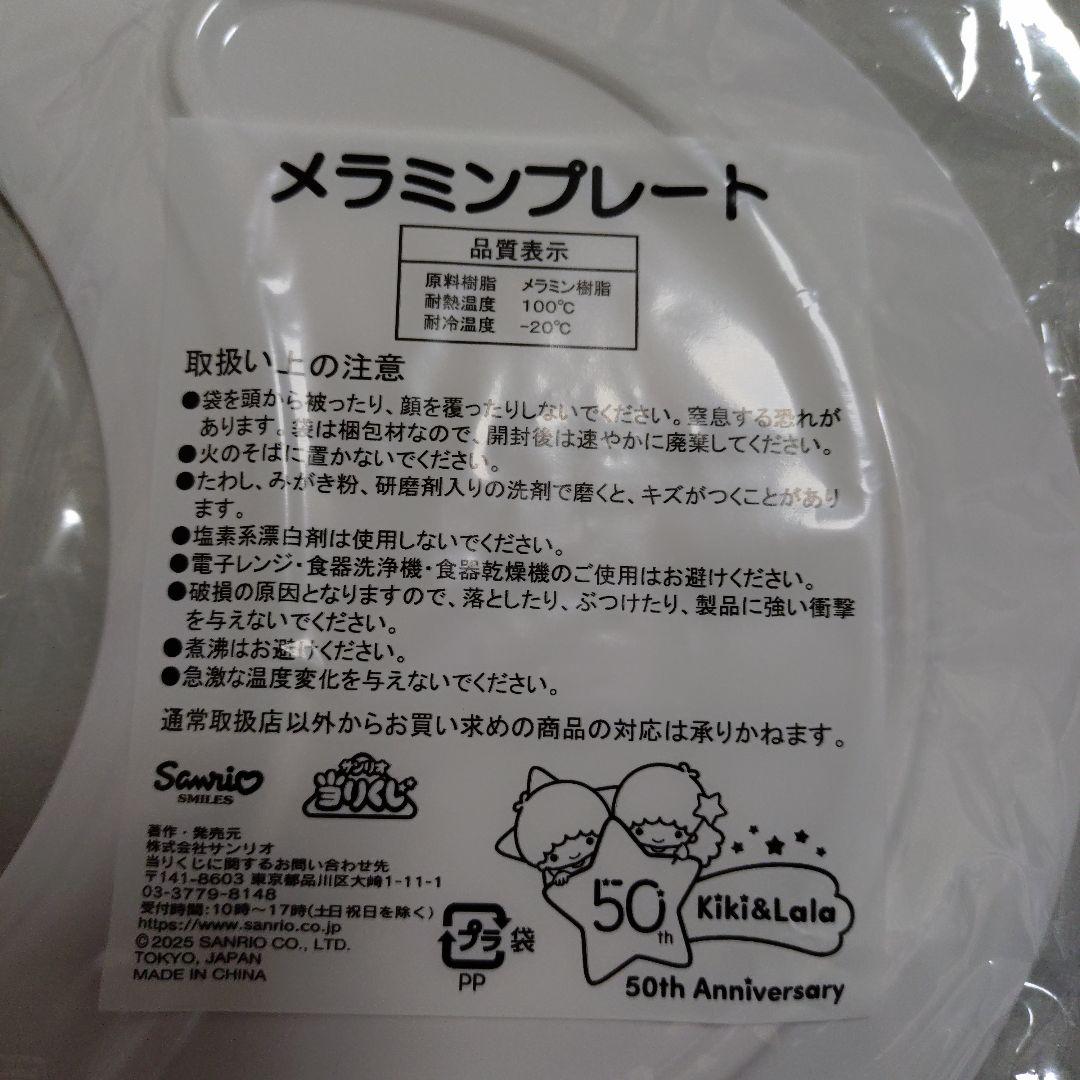 メラミンプレート
品質表示
原料樹脂 メラミン樹脂
耐熱温度 100℃
耐冷温度 -20℃
取扱い上の注意
●袋を頭から被ったり、顔を覆ったりしないでください。窒息する恐れが
あります。袋は梱包材なので、開封後は速やかに廃棄してください。
●火のそばに置かないでください。
●たわし、みがき粉、研磨剤入りの洗剤で磨くと、キズがつくことがあり
ます。
●塩素系漂白剤は使用しないでください。
●電子レンジ・食器洗浄機・食器乾燥機のご使用はお避けください。
●破損の原因となりますので、落としたり、ぶつけたり、製品に強い衝撃
を与えないでください。
●煮沸はお避けください。
●急激な温度変化を与えないでください。
通常取扱店以外からお買い求めの商品の対応は承りかねます。
Sanrio
SMILES
サンリオ
当りくじ
著作・発売元
株式会社サンリオ
当りくじに関するお問い合わせ先
〒141-8603 東京都品川区大崎1-11-1
03-3779-8148
受付時間:10時～17時(土日祝日を除く)
https://www.sanrio.co.jp
©2025 SANRIO CO., LTD.
TOKYO, JAPAN
MADE IN CHINA
プラ 袋
PP
50th
Kiki&Lala
50th Anniversary